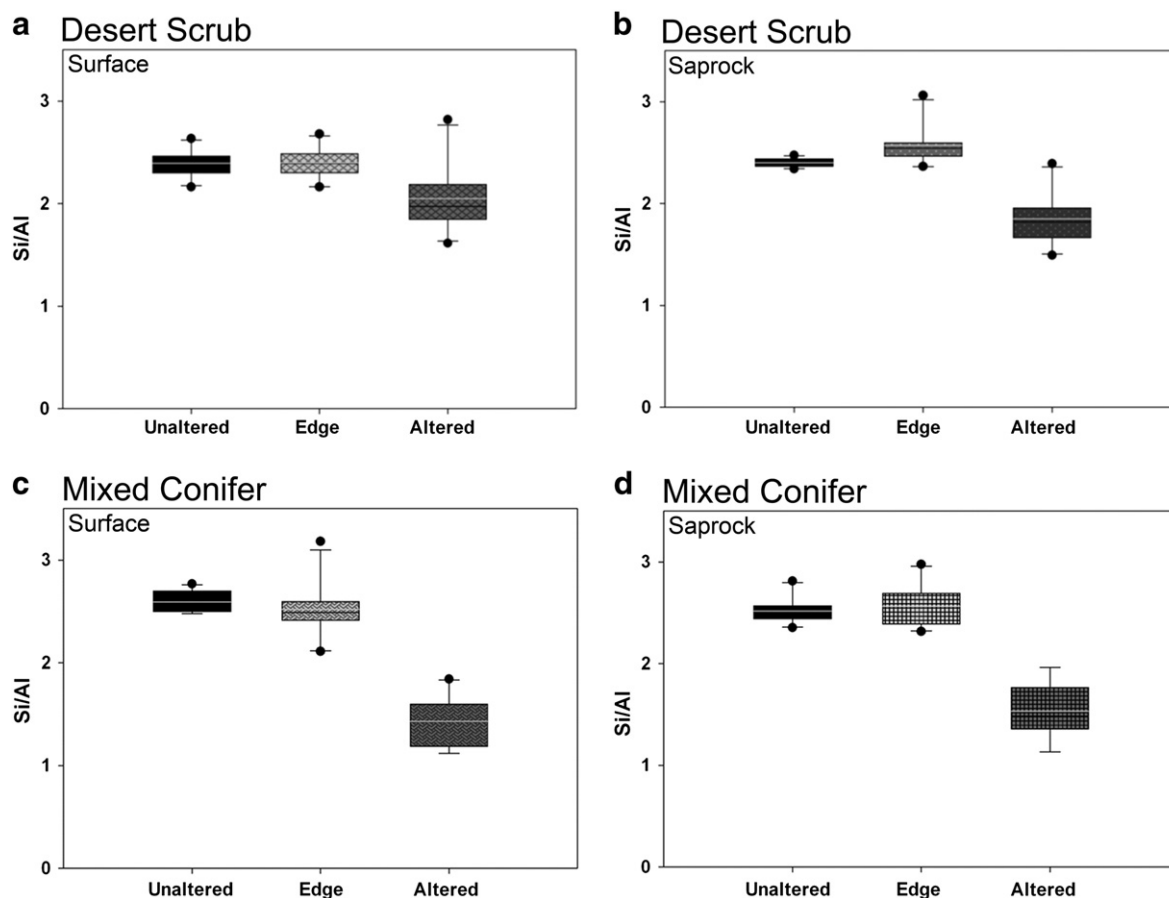 a Desert Scrub
Surface
3
2
1
0
Si/Al
Unaltered Edge Altered
b Desert Scrub
Saprock
3
2
1
0
Si/Al
Unaltered Edge Altered
c Mixed Conifer
Surface
3
2
1
0
Si/Al
Unaltered Edge Altered
d Mixed Conifer
Saprock
3
2
1
0
Si/Al
Unaltered Edge Altered